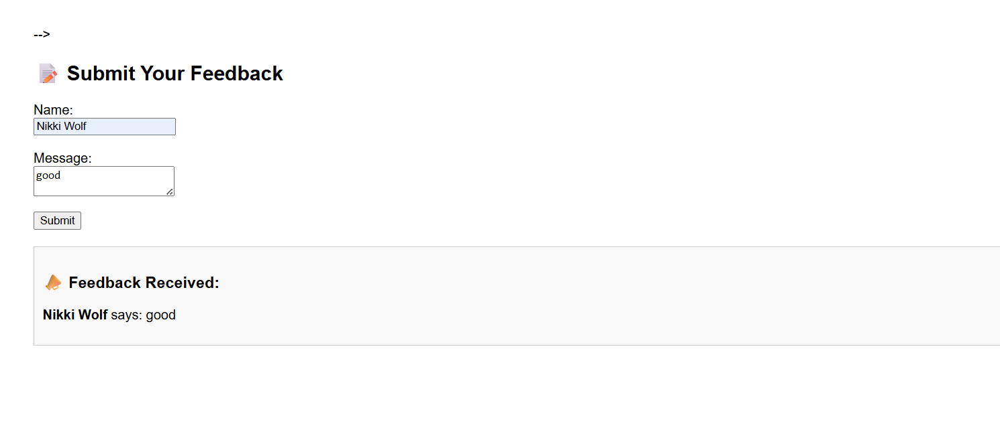 -->
Submit Your Feedback
Name:
Nikki Wolf
Message:
good
Submit
Feedback Received:
Nikki Wolf says: good